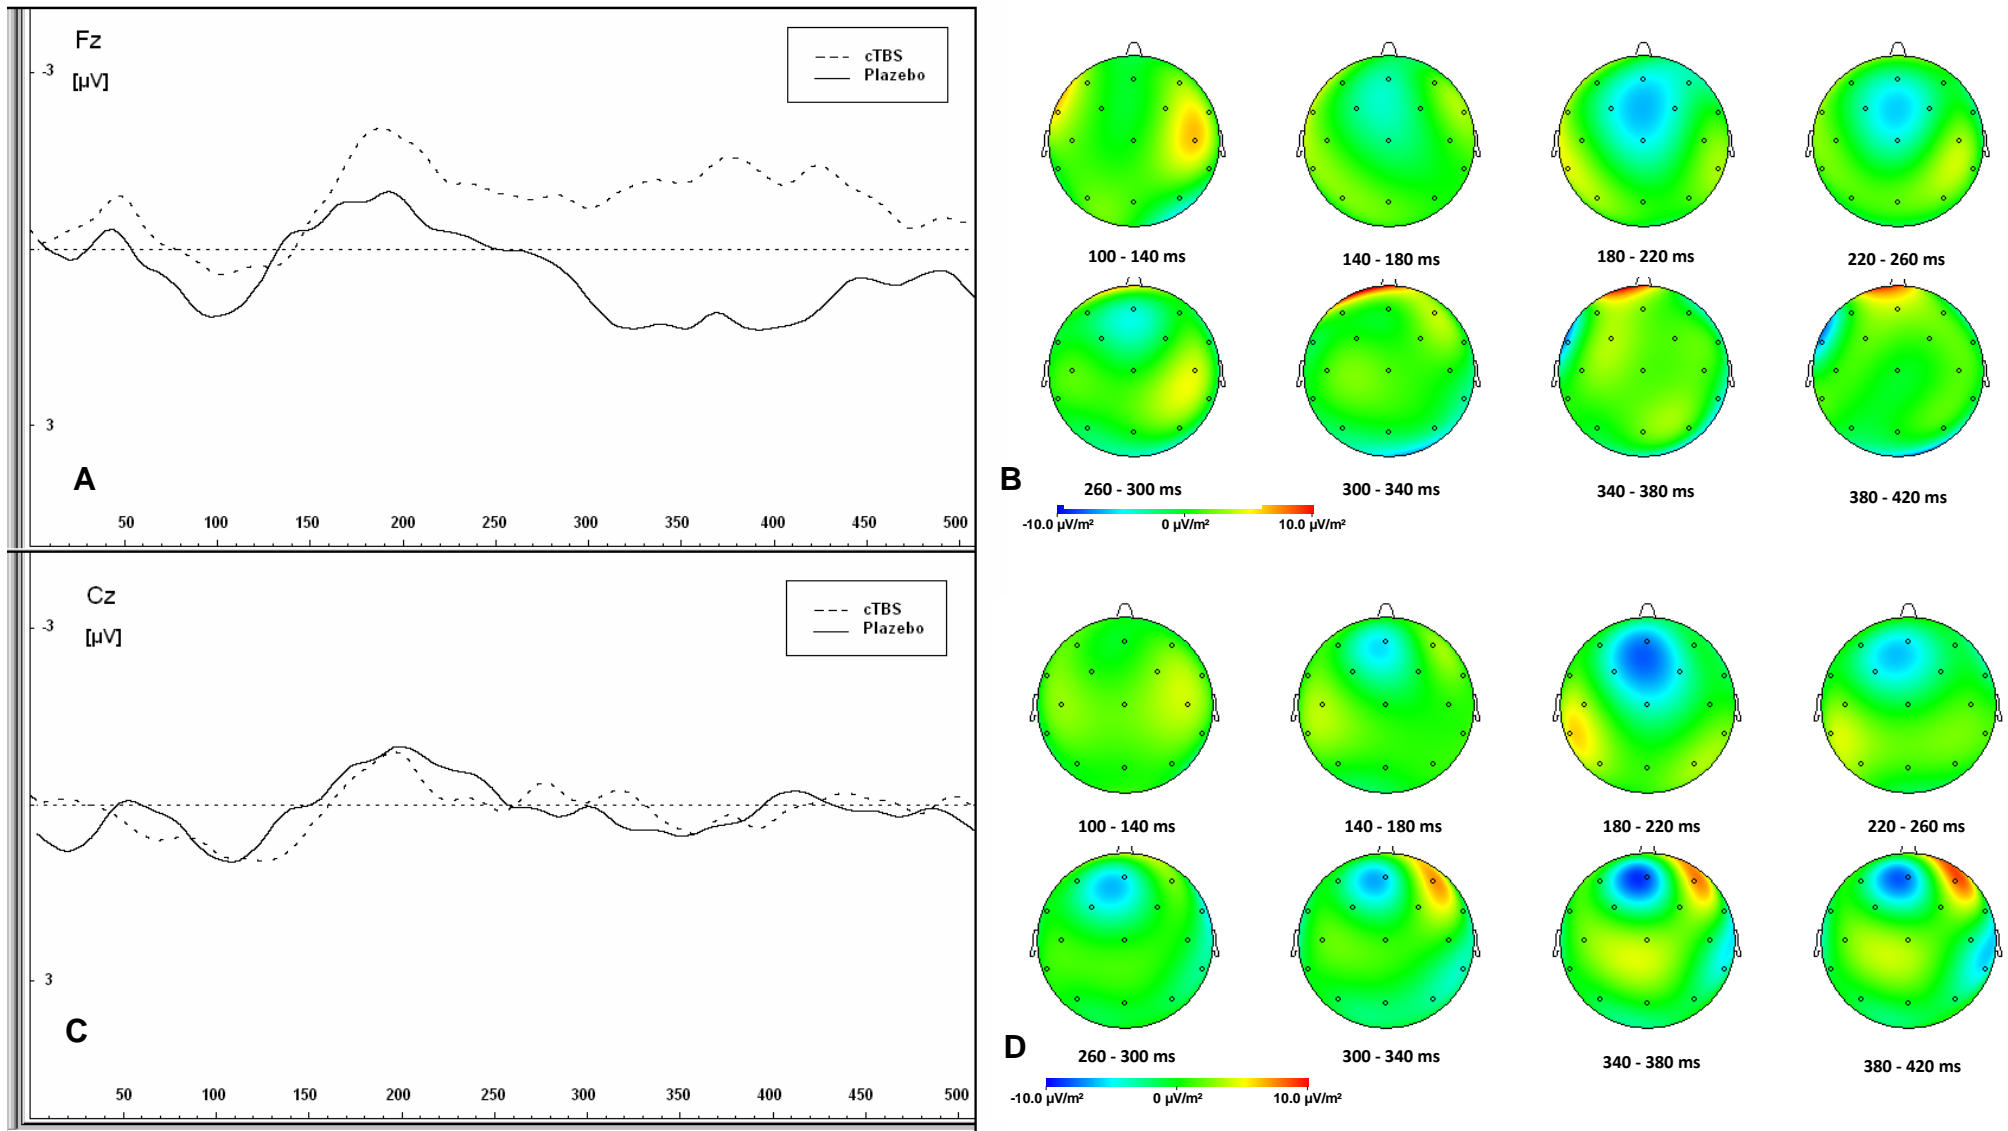 Fz
-3
[µV]
cTBS
Plazebo
3
A
50 100 150 200 250 300 350 400 450 500
100 - 140 ms 140 - 180 ms 180 - 220 ms 220 - 260 ms
260 - 300 ms 300 - 340 ms 340 - 380 ms 380 - 420 ms
B
-10.0 µV/m² 0 µV/m² 10.0 µV/m²
Cz
-3
[µV]
cTBS
Plazebo
3
C
50 100 150 200 250 300 350 400 450 500
100 - 140 ms 140 - 180 ms 180 - 220 ms 220 - 260 ms
260 - 300 ms 300 - 340 ms 340 - 380 ms 380 - 420 ms
D
-10.0 µV/m² 0 µV/m² 10.0 µV/m²